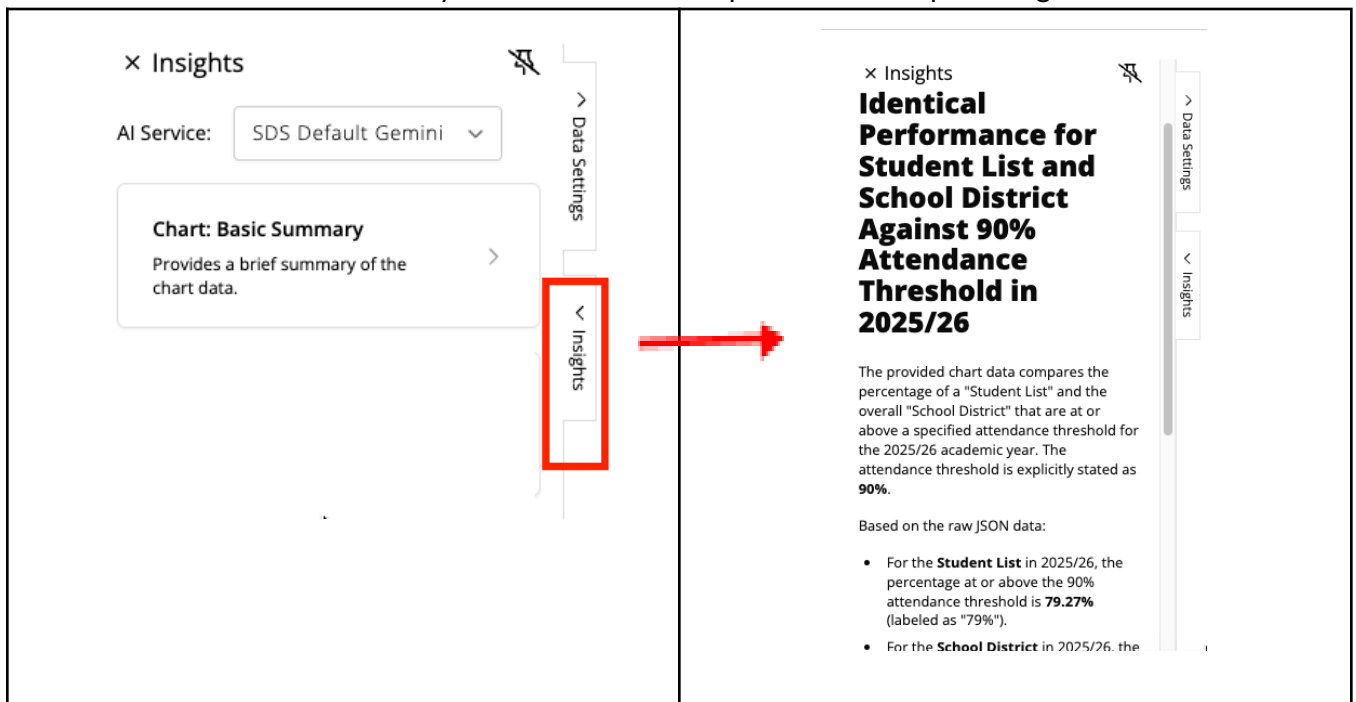 × Insights
AI Service: SDS Default Gemini
Chart: Basic Summary
Provides a brief summary of the
chart data.
Data Settings
Insights
× Insights
Identical
Performance for
Student List and
School District
Against 90%
Attendance
Threshold in
2025/26
The provided chart data compares the
percentage of a "Student List" and the
overall "School District" that are at or
above a specified attendance threshold for
the 2025/26 academic year. The
attendance threshold is explicitly stated as
90%.
Based on the raw JSON data:
• For the Student List in 2025/26, the
percentage at or above the 90%
attendance threshold is 79.27%
(labeled as "79%").
• For the School District in 2025/26, the
Data Settings
Insights